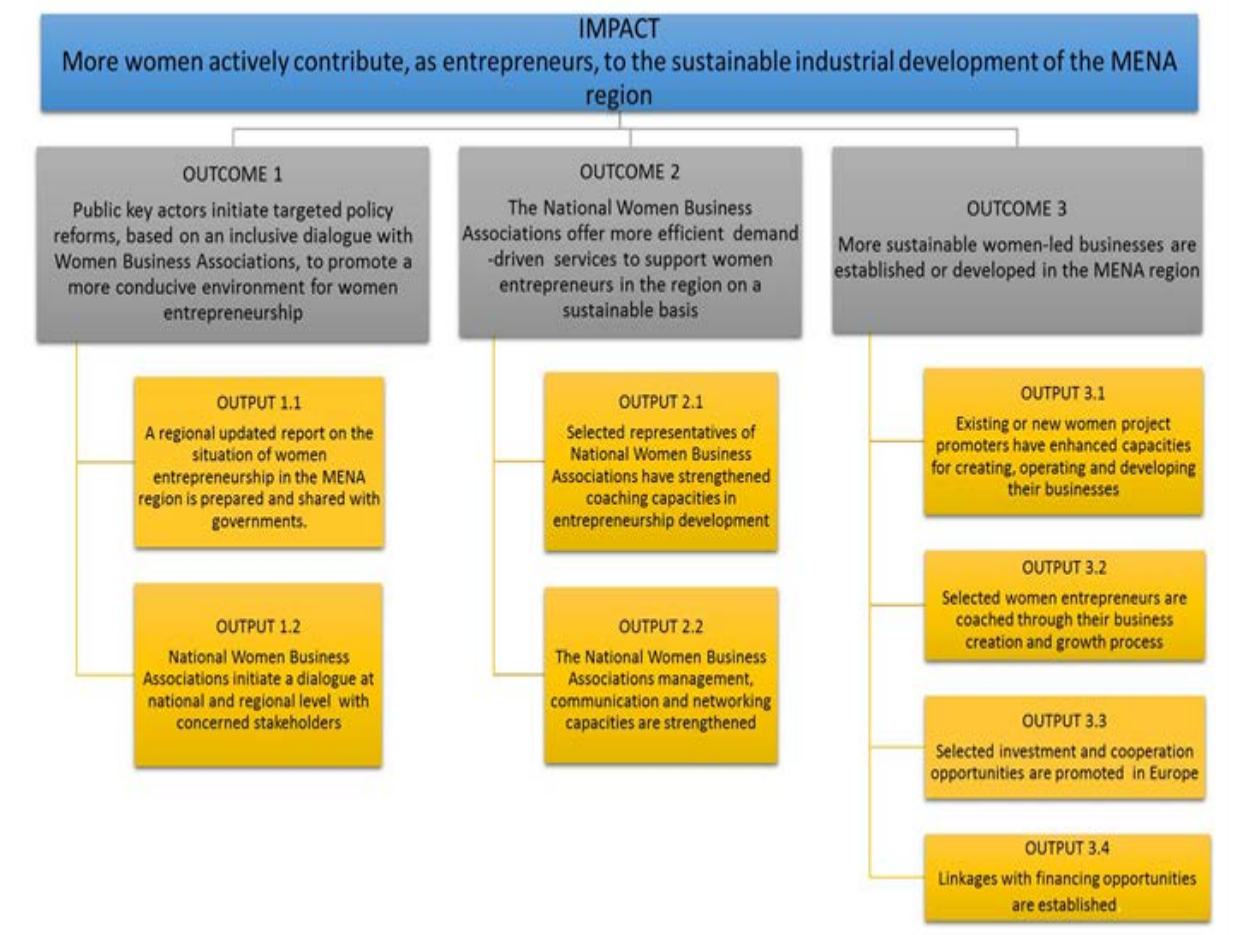 IMPACT
More women actively contribute, as entrepreneurs, to the sustainable industrial development of the MENA
region
OUTCOME 1
Public key actors initiate targeted policy
reforms, based on an inclusive dialogue with
Women Business Associations, to promote a
more conducive environment for women
entrepreneurship
OUTPUT 1.1
A regional updated report on the
situation of women
entrepreneurship in the MENA
region is prepared and shared with
governments.
OUTPUT 1.2
National Women Business
Associations initiate a dialogue at
national and regional level with
concerned stakeholders
OUTCOME 2
The National Women Business
Associations offer more efficient demand
-driven services to support women
entrepreneurs in the region on a
sustainable basis
OUTPUT 2.1
Selected representatives of
National Women Business
Associations have strengthened
coaching capacities in
entrepreneurship development
OUTPUT 2.2
The National Women Business
Associations management,
communication and networking
capacities are strengthened
OUTCOME 3
More sustainable women-led businesses are
established or developed in the MENA region
OUTPUT 3.1
Existing or new women project
promoters have enhanced capacities
for creating, operating and developing
their businesses
OUTPUT 3.2
Selected women entrepreneurs are
coached through their business
creation and growth process
OUTPUT 3.3
Selected investment and cooperation
opportunities are promoted in Europe
OUTPUT 3.4
Linkages with financing opportunities
are established